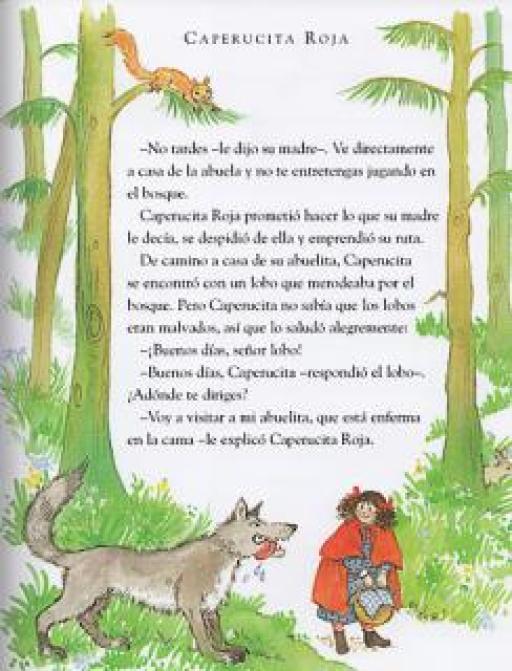 CAPERUCITA ROJA
–No tardes –le dijo su madre–. Ve directamente
a casa de la abuela y no te entretengas jugando en
el bosque.
Caperucita Roja prometió hacer lo que su madre
le decía, se despidió de ella y emprendió su ruta.
De camino a casa de su abuelita, Caperucita
se encontró con un lobo que merodeaba por el
bosque. Pero Caperucita no sabía que los lobos
eran malvados, así que lo saludó alegremente:
–¡Buenos días, señor lobo!
–Buenos días, Caperucita –respondió el lobo–.
¿Adónde te diriges?
–Voy a visitar a mi abuelita, que está enferma
en la cama –le explicó Caperucita Roja.